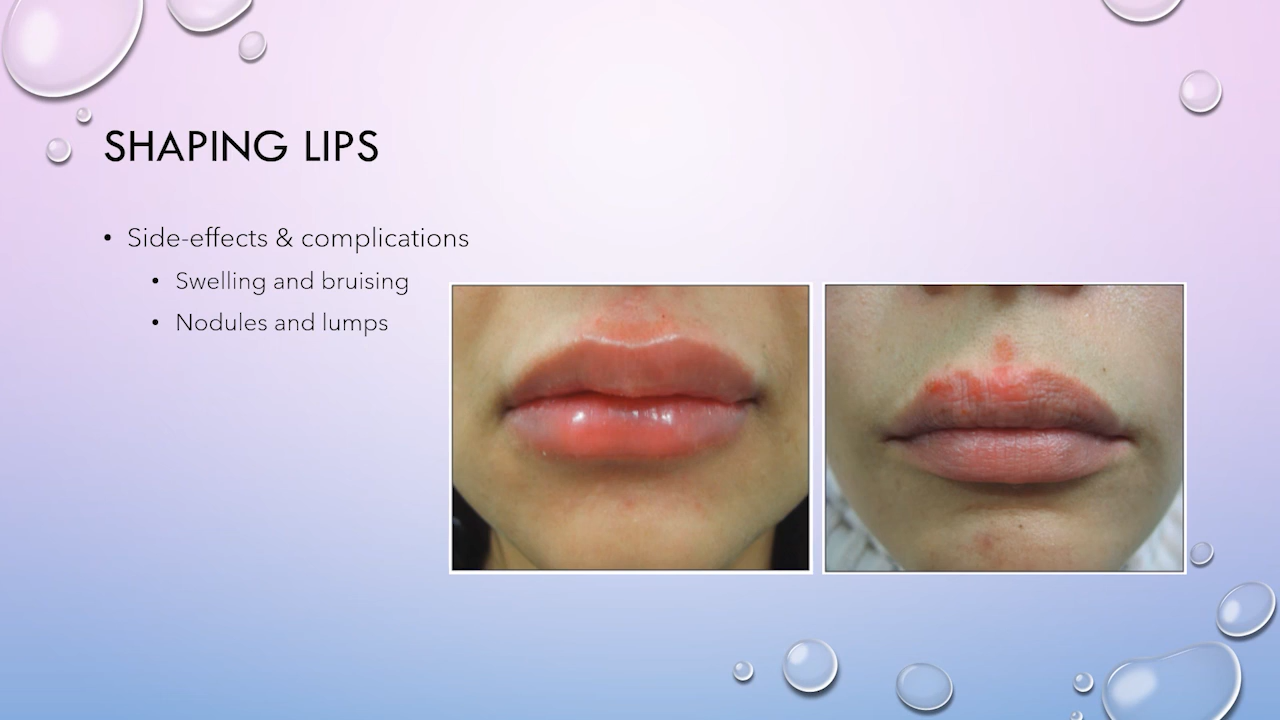 SHAPING LIPS
• Side-effects & complications
• Swelling and bruising
• Nodules and lumps